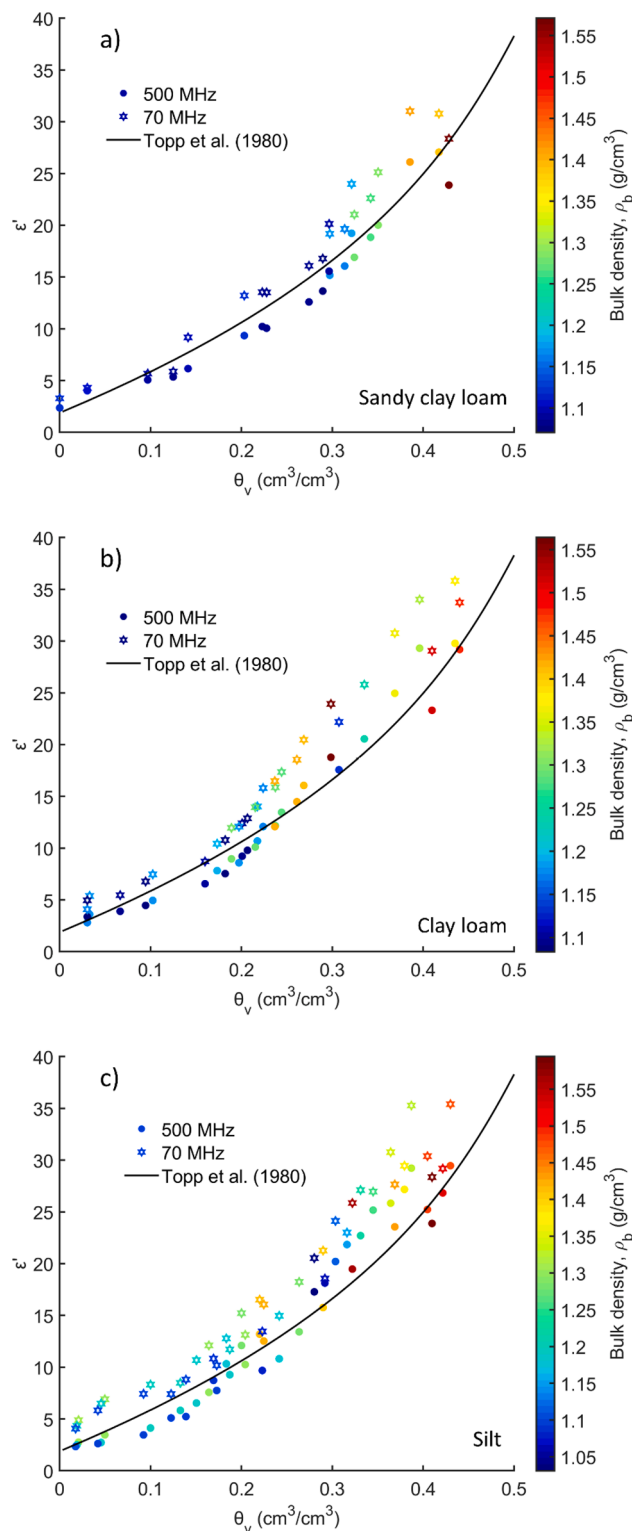 a)
500 MHz
70 MHz
Topp et al. (1980)
Sandy clay loam
40
35
30
25
20
15
10
5
0
ε'
0 0.1 0.2 0.3 0.4 0.5
θv (cm³/cm³)
1.55
1.5
1.45
1.4
1.35
1.3
1.25
1.2
1.15
1.1
Bulk density, ρb (g/cm³)
b)
500 MHz
70 MHz
Topp et al. (1980)
Clay loam
40
35
30
25
20
15
10
5
0
ε'
0 0.1 0.2 0.3 0.4 0.5
θv (cm³/cm³)
1.55
1.5
1.45
1.4
1.35
1.3
1.25
1.2
1.15
1.1
Bulk density, ρb (g/cm³)
c)
500 MHz
70 MHz
Topp et al. (1980)
Silt
40
35
30
25
20
15
10
5
0
ε'
0 0.1 0.2 0.3 0.4 0.5
θv (cm³/cm³)
1.55
1.5
1.45
1.4
1.35
1.3
1.25
1.2
1.15
1.1
1.05
Bulk density, ρb (g/cm³)